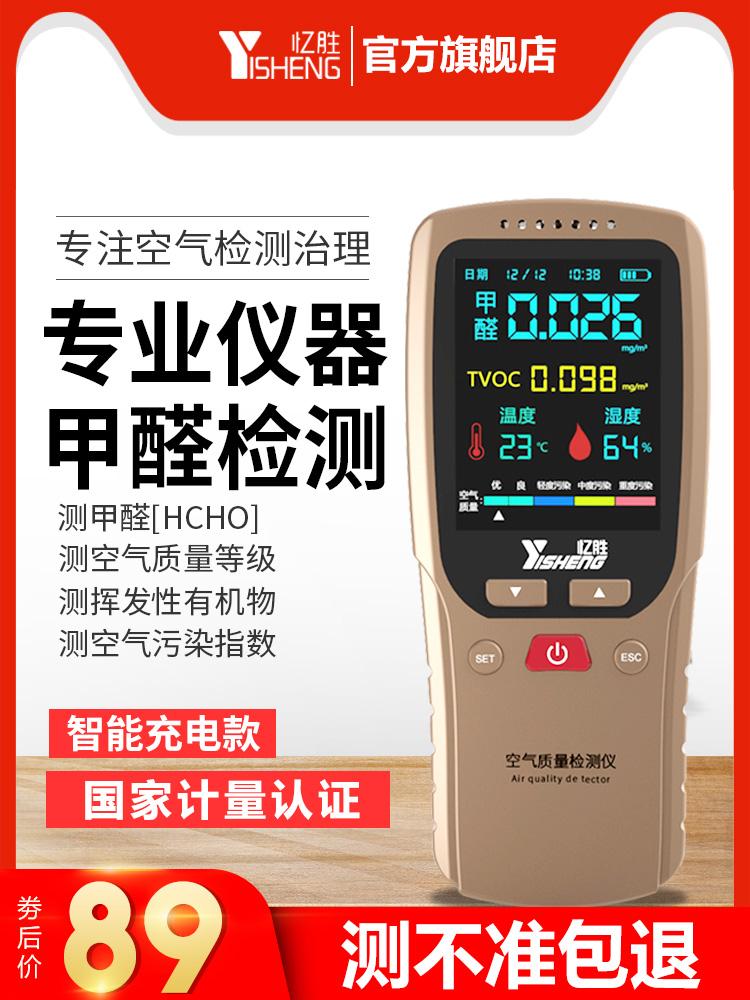 YISHENG 忆胜 官方旗舰店
专注空气检测治理
专业仪器
甲醛检测
测甲醛[HCHO]
测空气质量等级
测挥发性有机物
测空气污染指数
智能充电款
国家计量认证
日期 12/12 10:38
甲醛 0.026 mg/m³
TVOC 0.098 mg/m³
温度 湿度
23℃ 64%
优 良 轻度污染 中度污染 重度污染
空气质量
YISHENG 忆胜
▼ ▲
SET ESC
空气质量检测仪
Air quality de tector
劵后价 89
测不准包退